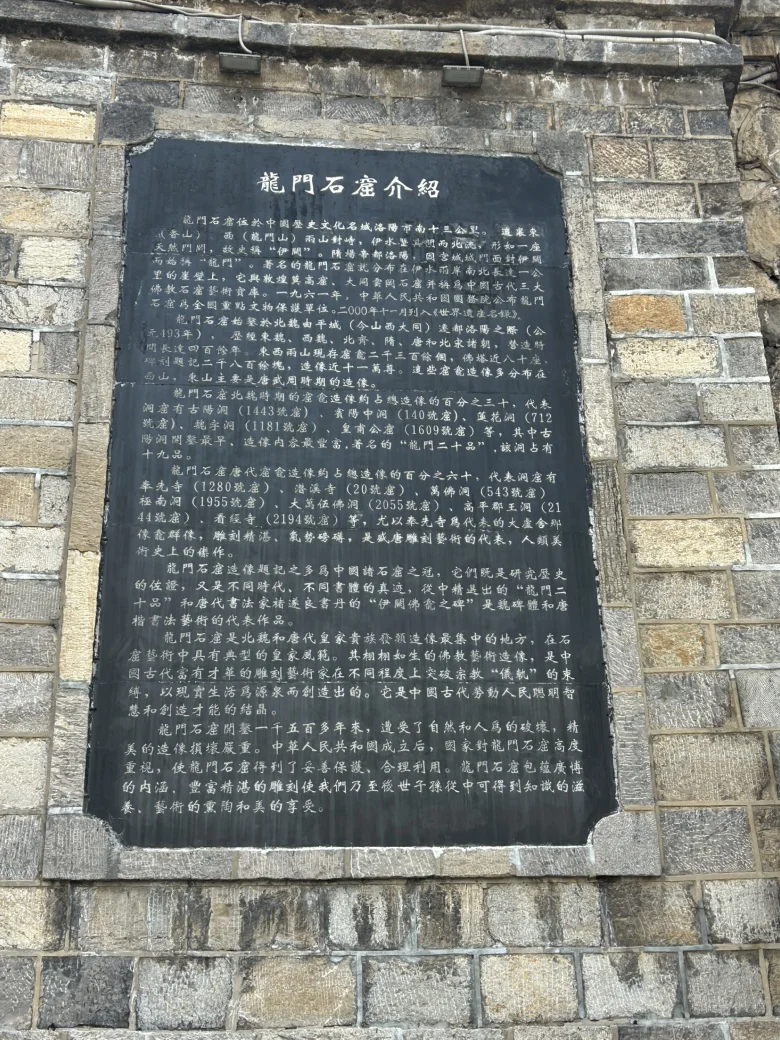 龍門石窟介紹
龍門石窟位於中國歷史文化名城洛陽市南十三公里。這裏東
(香山)、西(龍門山)兩山對峙,伊水蜿其間而北流,形如一座
天然門闕,故史稱“伊闕”。隋煬帝都洛陽,因宮城城門面對伊闕
而始稱“龍門”。著名的龍門石窟就分布在伊水兩岸南北長達一公
里的崖壁上,它與敦煌莫高窟、大同雲岡石窟并稱爲中國古代三大
佛教石窟藝術寶庫。一九六一年,中華人民共和國國務院公布龍門
石窟爲全國重點文物保護單位。二000年十一月列入《世界遺産名錄》。
龍門石窟始鑿於北魏由平城(今山西大同)遷都洛陽之際(公
元493年),歷經東魏、西魏、北齊、隋、唐和北宋諸朝,營造時
間長達四百餘年。東西兩山現存窟龕二千三百餘個,佛塔近八十座,
碑刻題記二千八百餘塊,造像近十一萬尊。這些窟龕造像多分布在
西山,東山主要是唐武周時期的造像。
龍門石窟北魏時期的窟龕造像約占總造像的百分之三十,代表
洞窟有古陽洞(1443號窟)、賓陽中洞(140號窟)、蓮花洞(712
號窟)、魏字洞(1181號窟)、皇甫公窟(1609號窟)等,其中古
陽洞開鑿最早、造像内容最豐富,著名的“龍門二十品”,該洞占有
十九品。
龍門石窟唐代窟龕造像約占總造像的百分之六十,代表洞窟有
奉先寺(1280號窟)、潜溪寺(20號窟)、萬佛洞(543號窟)
極南洞(1955號窟)、大萬伍佛洞(2055號窟)、高平郡王洞(21
44號窟)、看經寺(2194號窟)等,尤以奉先寺爲代表的大盧舍那
像龕群像,雕刻精湛、氣勢磅礴,是盛唐雕刻藝術的代表,人類美
術史上的傑作。
龍門石窟造像題記之多爲中國諸石窟之冠,它們既是研究歷史
的佐證,又是不同時代、不同書體的真迹,從中精選出的“龍門二
十品”和唐代書法家褚遂良書丹的“伊闕佛龕之碑”是魏碑體和唐
楷書法藝術的代表作品。
龍門石窟是北魏和唐代皇家貴族發願造像最集中的地方,在石
窟藝術中具有典型的皇家風範。其栩栩如生的佛教藝術造像,是中
國古代富有才華的雕刻藝術家在不同程度上突破宗教“儀軌”的束
縛,以現實生活爲源泉而創造出的。它是中國古代勞動人民聰明智
慧和創造才能的結晶。
龍門石窟開鑿一千五百多年來,遭受了自然和人爲的破壞,精
美的造像損壞嚴重。中華人民共和國成立后,國家對龍門石窟高度
重視,使龍門石窟得到了妥善保護、合理利用。龍門石窟包蘊廣博
的内涵,豐富精湛的雕刻使我們乃至後世子孫從中可得到知識的滋
養、藝術的熏陶和美的享受。